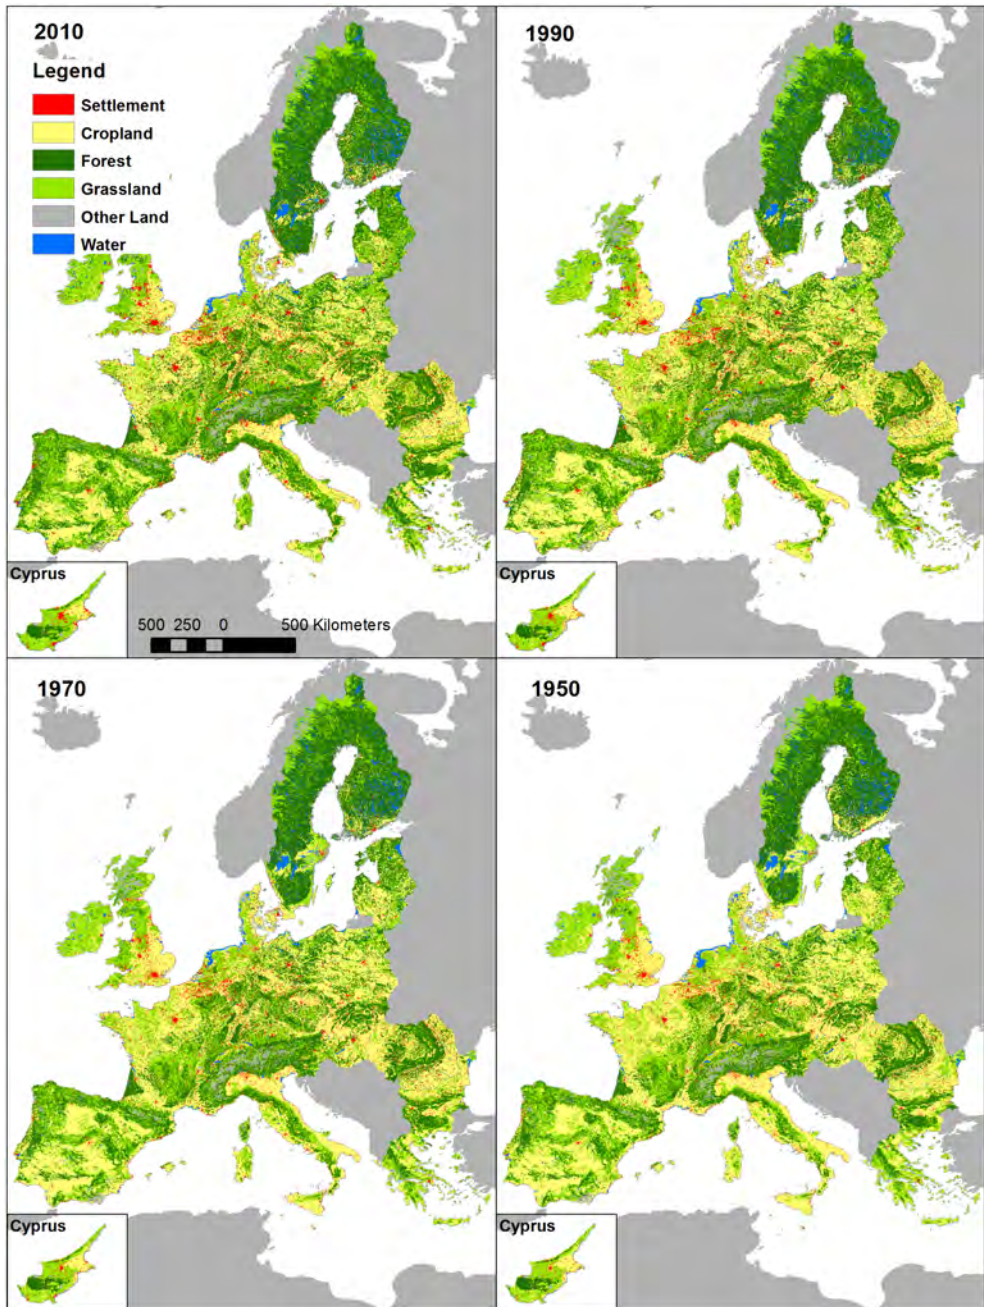 2010
Legend
Settlement
Cropland
Forest
Grassland
Other Land
Water
Cyprus
500 250 0 500 Kilometers
1990
Cyprus
1970
Cyprus
1950
Cyprus